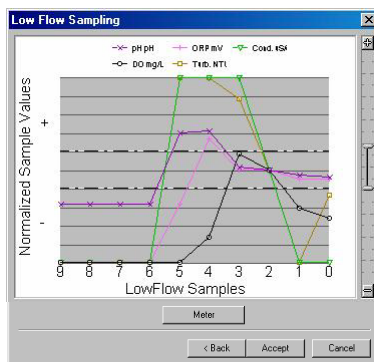 Low Flow Sampling
pH pH ORP mV Cond. uS/
DO mg/L Turb. NTU
Normalized Sample Values
+
-
9 8 7 6 5 4 3 2 1 0
LowFlow Samples
Meter
< Back Accept Cancel